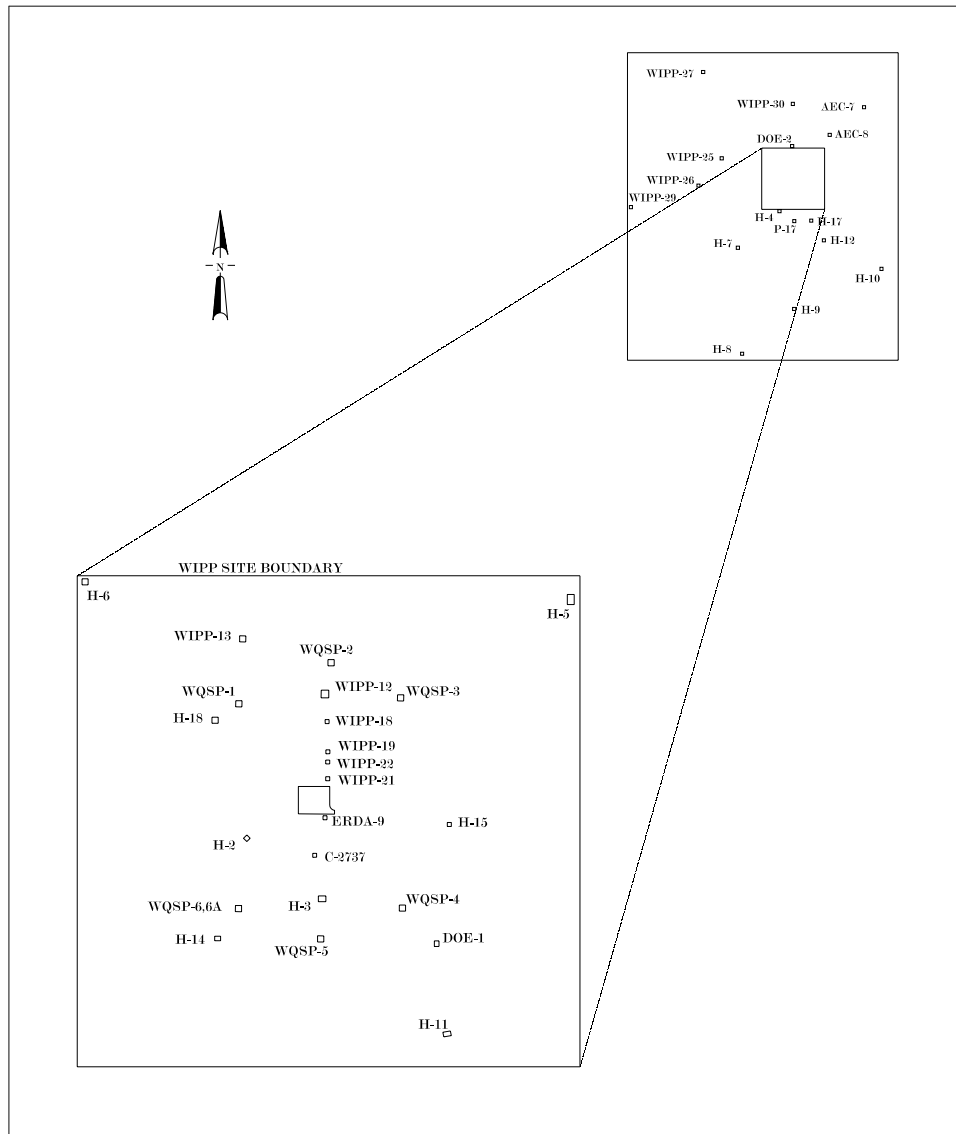 WIPP-27
WIPP-30
AEC-7
AEC-8
DOE-2
WIPP-25
WIPP-26
WIPP-29
H-4
H-17
P-17
H-12
H-7
H-10
H-9
H-8
N
WIPP SITE BOUNDARY
H-6
H-5
WIPP-13
WQSP-2
WIPP-12
WQSP-1
WQSP-3
H-18
WIPP-18
WIPP-19
WIPP-22
WIPP-21
ERDA-9
H-15
H-2
C-2737
H-3
WQSP-4
WQSP-6,6A
H-14
WQSP-5
DOE-1
H-11